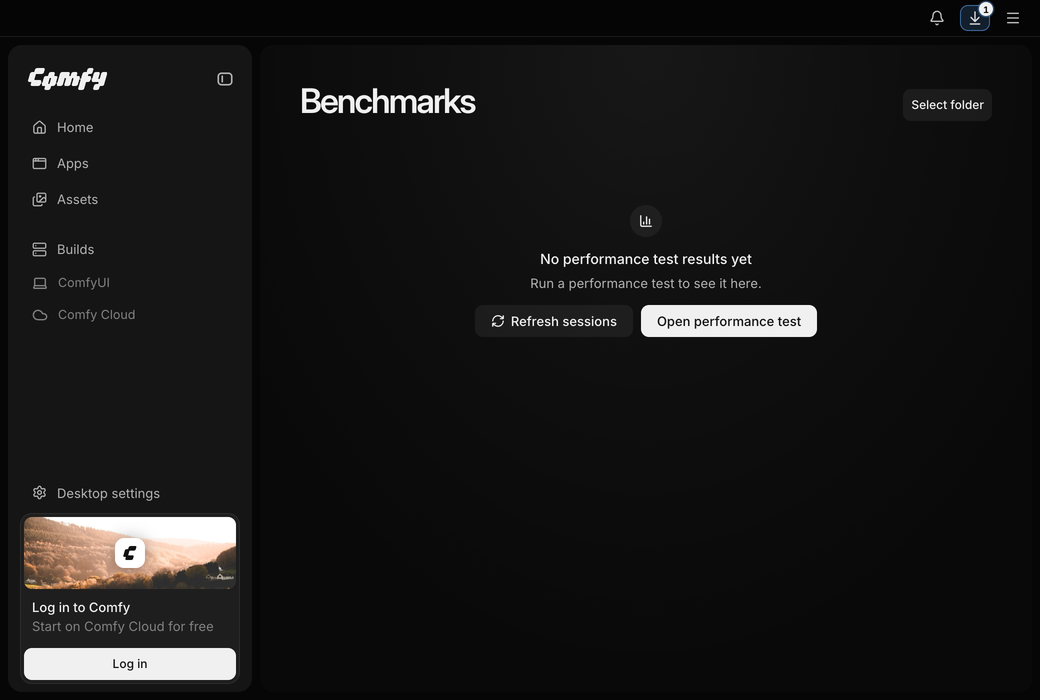 1
Comfy
Home
Apps
Assets
Builds
ComfyUI
Comfy Cloud
Desktop settings
Log in to Comfy
Start on Comfy Cloud for free
Log in
Benchmarks
Select folder
No performance test results yet
Run a performance test to see it here.
Refresh sessions
Open performance test